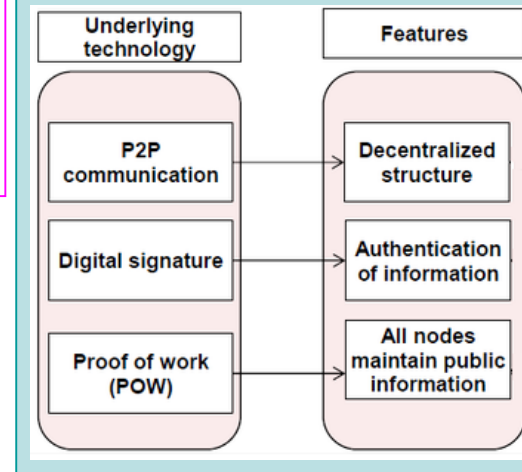 Underlying
technology
Features
P2P
communication
Decentralized
structure
Digital signature
Authentication
of information
Proof of work
(POW)
All nodes
maintain public
information